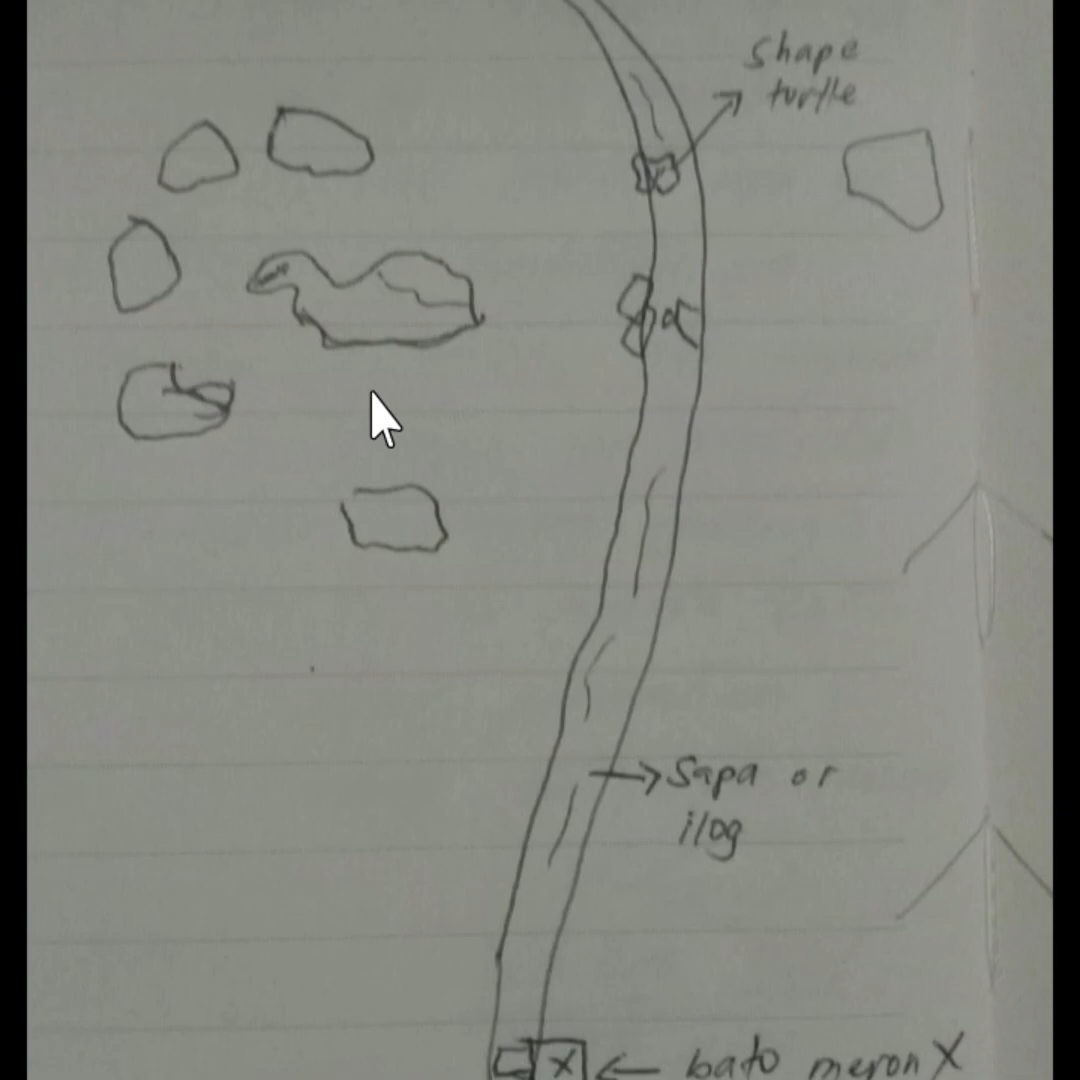 shape
turtle
Sapa or
ilog
X ← bato meron X